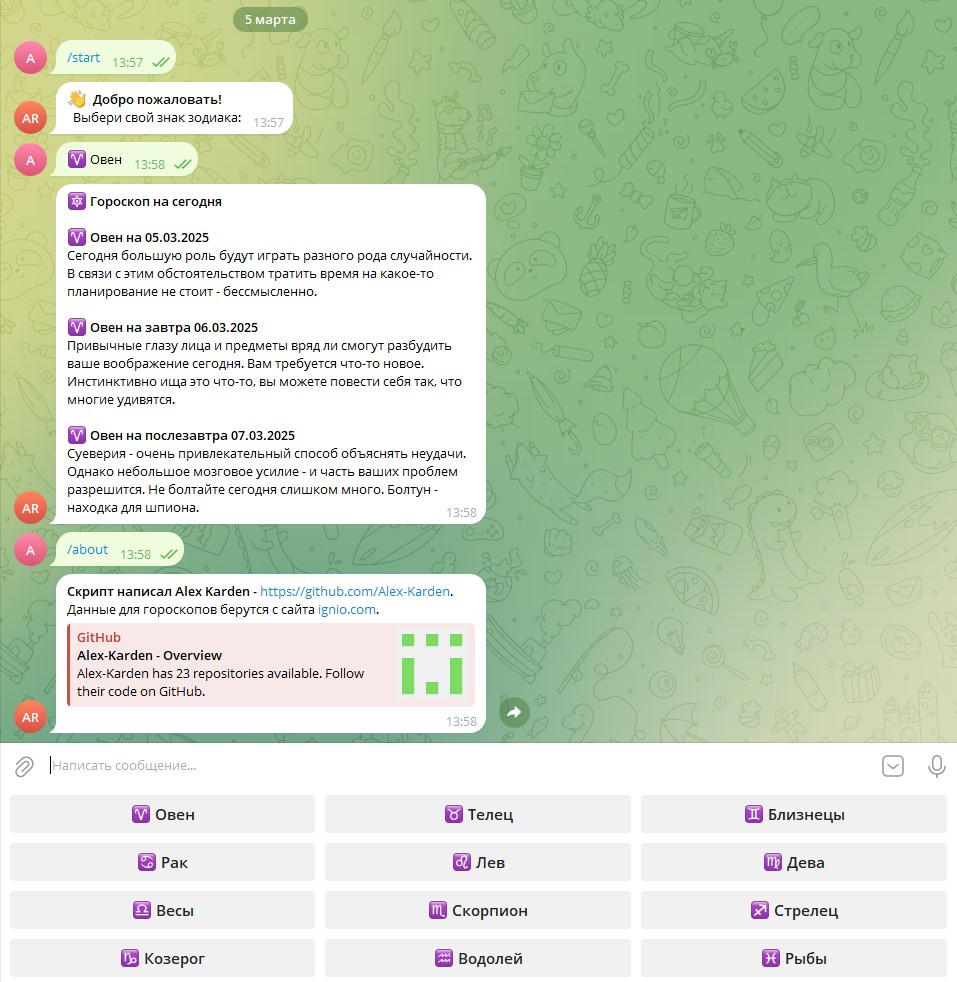 5 марта
A
/start 13:57
👋 Добро пожаловать!
AR
Выбери свой знак зодиака: 13:57
A
♈ Овен 13:58
🔯 Гороскоп на сегодня
♈ Овен на 05.03.2025
Сегодня большую роль будут играть разного рода случайности.
В связи с этим обстоятельством тратить время на какое-то
планирование не стоит - бессмысленно.
♈ Овен на завтра 06.03.2025
Привычные глазу лица и предметы вряд ли смогут разбудить
ваше воображение сегодня. Вам требуется что-то новое.
Инстинктивно ища это что-то, вы можете повести себя так, что
многие удивятся.
♈ Овен на послезавтра 07.03.2025
Суеверия - очень привлекательный способ объяснять неудачи.
Однако небольшое мозговое усилие - и часть ваших проблем
разрешится. Не болтайте сегодня слишком много. Болтун -
находка для шпиона.
AR
13:58
A
/about 13:58
Скрипт написал Alex Karden - https://github.com/Alex-Karden.
Данные для гороскопов берутся с сайта ignio.com.
GitHub
Alex-Karden - Overview
Alex-Karden has 23 repositories available. Follow
their code on GitHub.
AR
13:58
Написать сообщение...
♈ Овен
♉ Телец
♊ Близнецы
♋ Рак
♌ Лев
♍ Дева
♎ Весы
♏ Скорпион
♐ Стрелец
♑ Козерог
♒ Водолей
♓ Рыбы